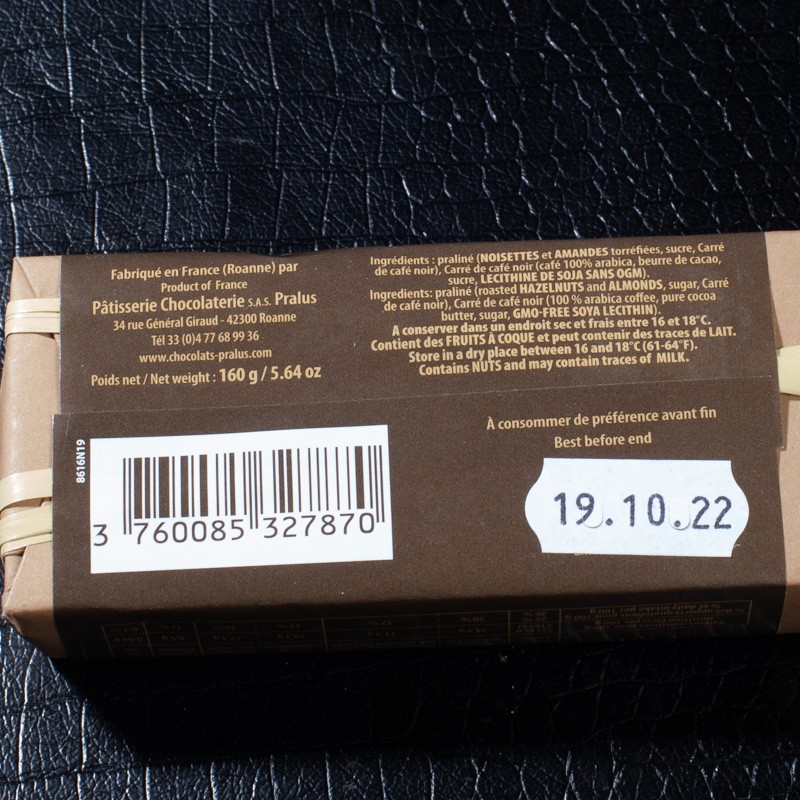 Fabriqué en France (Roanne) par
Product of France
Pâtisserie Chocolaterie S.A.S. Pralus
34 rue Général Giraud - 42300 Roanne
Tél 33 (0)4 77 68 99 36
www.chocolats-pralus.com
Poids net / Net weight : 160 g / 5.64 oz
Ingrédients : praliné (NOISETTES et AMANDES torréfiées, sucre, Carré
de café noir), Carré de café noir (café 100% arabica, beurre de cacao,
sucre, LECITHINE DE SOJA SANS OGM).
Ingrédients: praliné (roasted HAZELNUTS and ALMONDS, sugar, Carré
de café noir), Carré de café noir (100 % arabica coffee, pure cocoa
butter, sugar, GMO-FREE SOYA LECITHIN).
A conserver dans un endroit sec et frais entre 16 et 18°C.
Contient des FRUITS À COQUE et peut contenir des traces de LAIT.
Store in a dry place between 16 and 18°C (61-64°F).
Contains NUTS and may contain traces of MILK.
8616N19
3 760085 327870
À consommer de préférence avant fin
Best before end
19.10.22